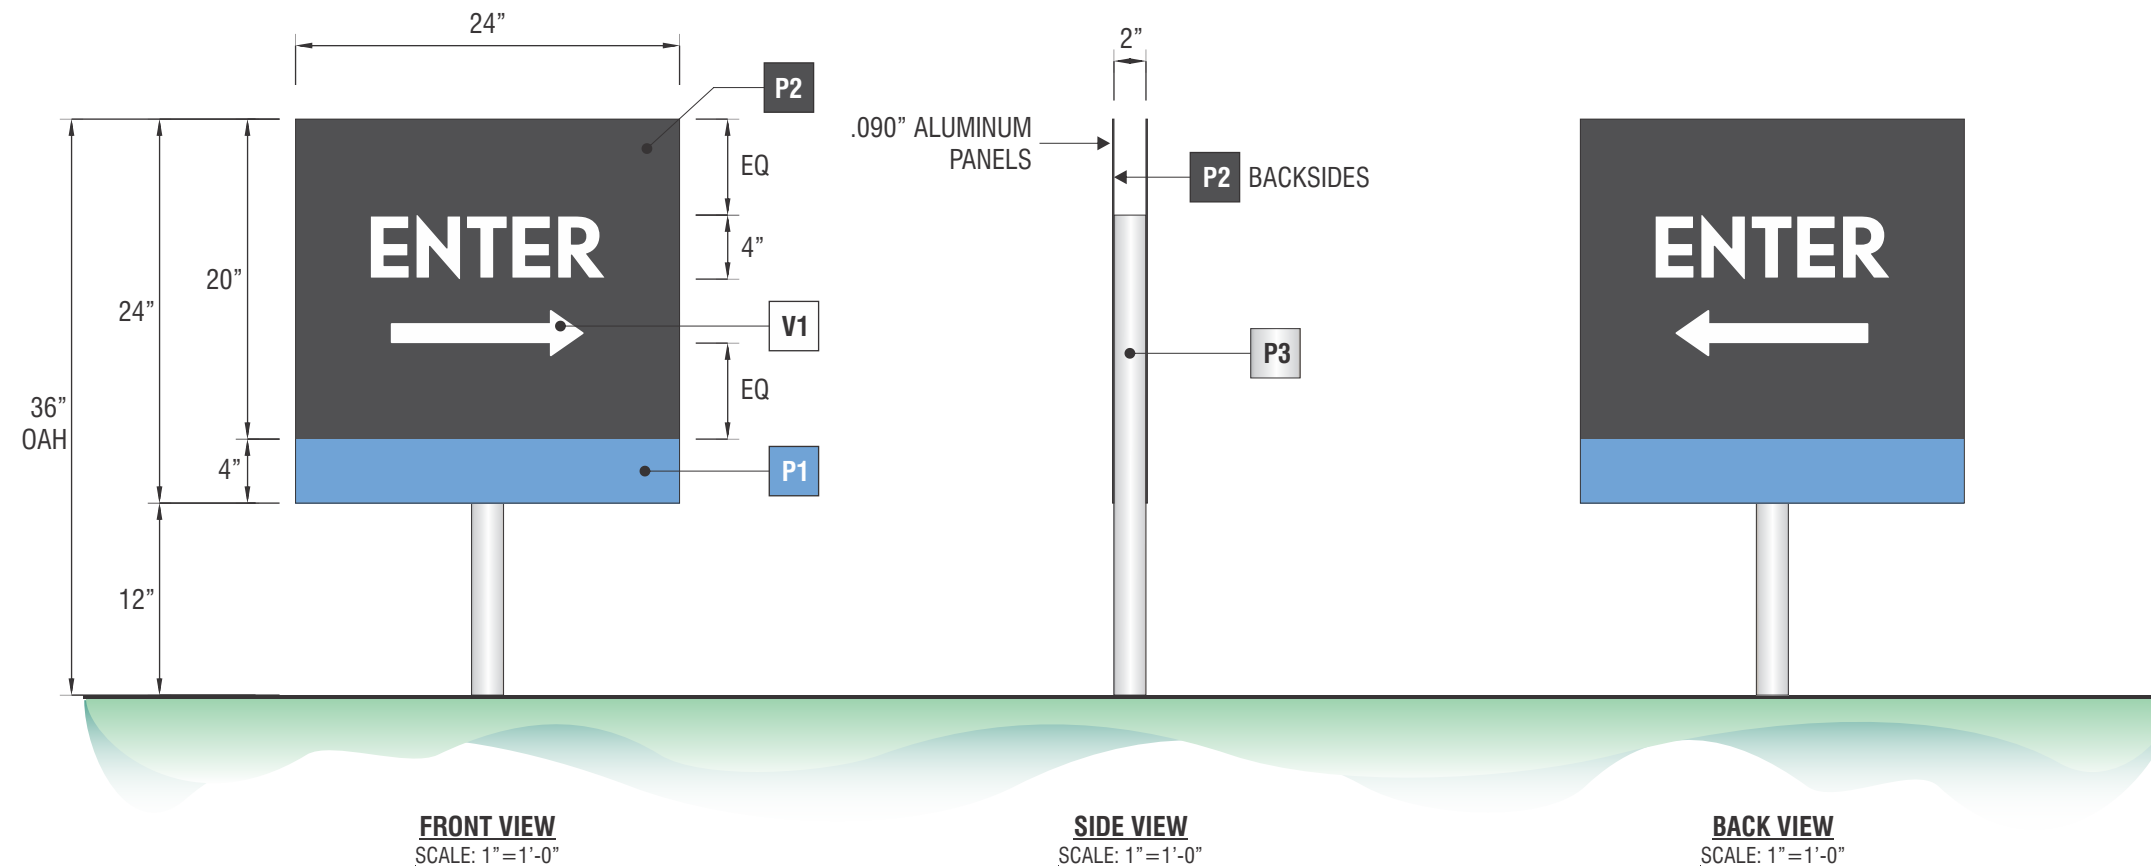 24”
P2
EQ
ENTER
4”
20”
24”
V1
EQ
36”
OAH
4”
P1
12”
FRONT VIEW
SCALE: 1”=1’-0”
2”
.090” ALUMINUM
PANELS
P2 BACKSIDES
P3
SIDE VIEW
SCALE: 1”=1’-0”
ENTER
BACK VIEW
SCALE: 1”=1’-0”